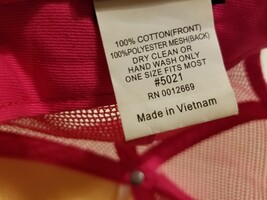 100% COTTON(FRONT)
100%POLYESTER MESH(BACK)
DRY CLEAN OR
HAND WASH ONLY
ONE SIZE FITS MOST
#5021
RN 0012669
Made in Vietnam